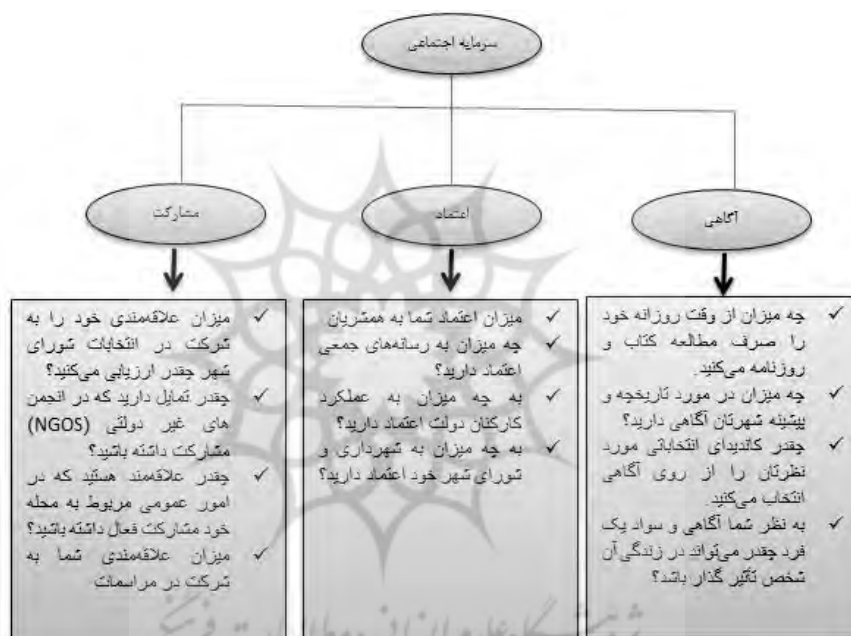 سرمایه اجتماعی
آگاهی
اعتماد
مشارکت
✓ چه میزان از وقت روزانه خود
را صرف مطالعه کتاب و
روزنامه می‌کنید.
✓ چه میزان در مورد تاریخچه و
پیشینه شهرتان آگاهی دارید؟
✓ چقدر کاندیدای انتخاباتی مورد
نظرتان را از روی آگاهی
انتخاب می‌کنید.
✓ به نظر شما آگاهی و سواد یک
فرد چقدر می‌تواند در زندگی آن
شخص تأثیر گذار باشد؟
✓ میزان اعتماد شما به همشریان
✓ چه میزان به رسانه‌های جمعی
اعتماد دارید؟
✓ به چه میزان به عملکرد
کارکنان دولت اعتماد دارید؟
✓ به چه میزان به شهرداری و
شورای شهر خود اعتماد دارید؟
✓ میزان علاقه‌مندی خود را به
شرکت در انتخابات شورای
شهر چقدر ارزیابی می‌کنید؟
✓ چقدر تمایل دارید که در انجمن
های غیر دولتی (NGOS)
مشارکت داشته باشید؟
✓ چقدر علاقه‌مند هستید که در
امور عمومی مربوط به محله
خود مشارکت فعال داشته باشید؟
✓ میزان علاقه‌مندی شما به
شرکت در مراسمات